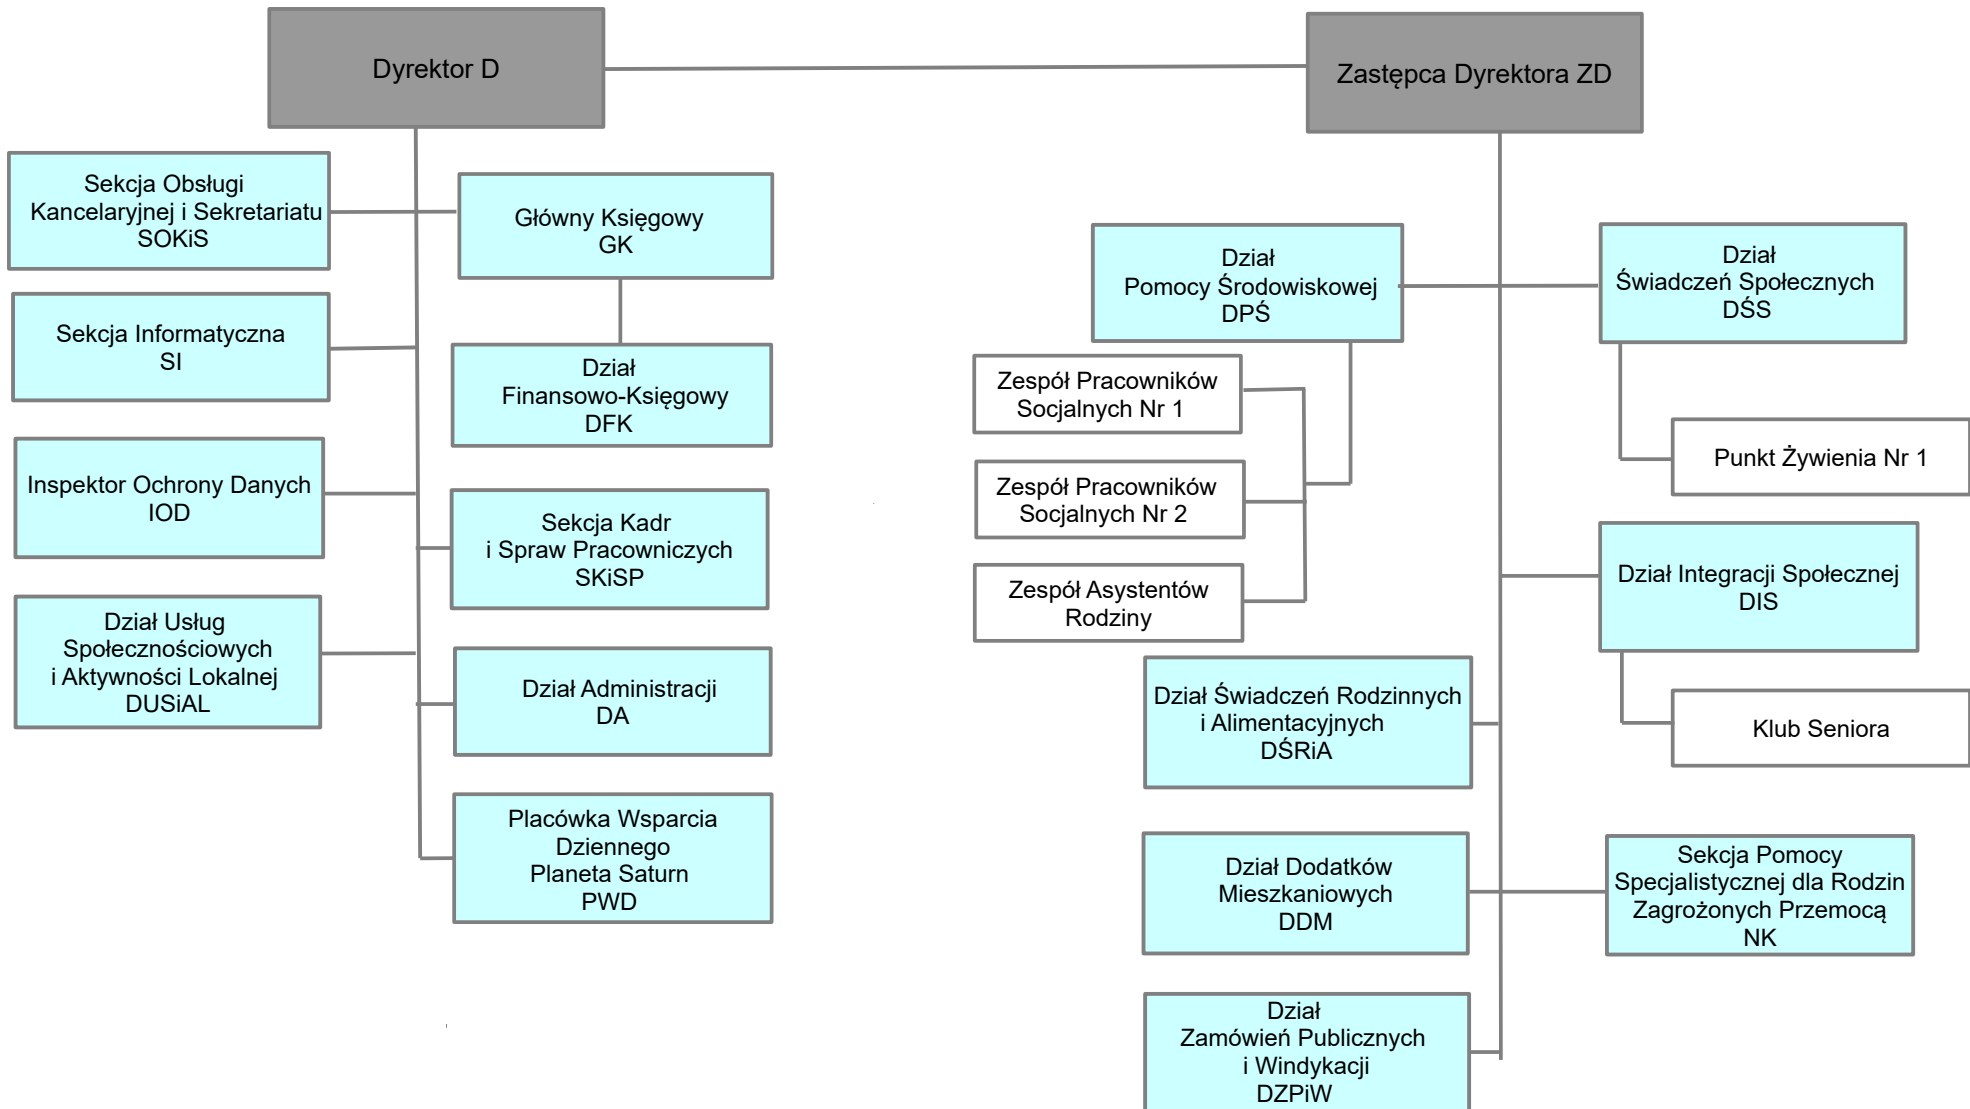 Dyrektor D
Zastępca Dyrektora ZD
Sekcja Obsługi
Kancelaryjnej i Sekretariatu
SOKiS
Główny Księgowy
GK
Sekcja Informatyczna
SI
Dział
Finansowo-Księgowy
DFK
Inspektor Ochrony Danych
IOD
Sekcja Kadr
i Spraw Pracowniczych
SKiSP
Dział Usług
Społecznościowych
i Aktywności Lokalnej
DUSiAL
Dział Administracji
DA
Placówka Wsparcia
Dziennego
Planeta Saturn
PWD
Dział
Pomocy Środowiskowej
DPŚ
Dział
Świadczeń Społecznych
DŚS
Zespół Pracowników
Socjalnych Nr 1
Zespół Pracowników
Socjalnych Nr 2
Zespół Asystentów
Rodziny
Punkt Żywienia Nr 1
Dział Integracji Społecznej
DIS
Klub Seniora
Dział Świadczeń Rodzinnych
i Alimentacyjnych
DŚRiA
Dział Dodatków
Mieszkaniowych
DDM
Sekcja Pomocy
Specjalistycznej dla Rodzin
Zagrożonych Przemocą
NK
Dział
Zamówień Publicznych
i Windykacji
DZPiW